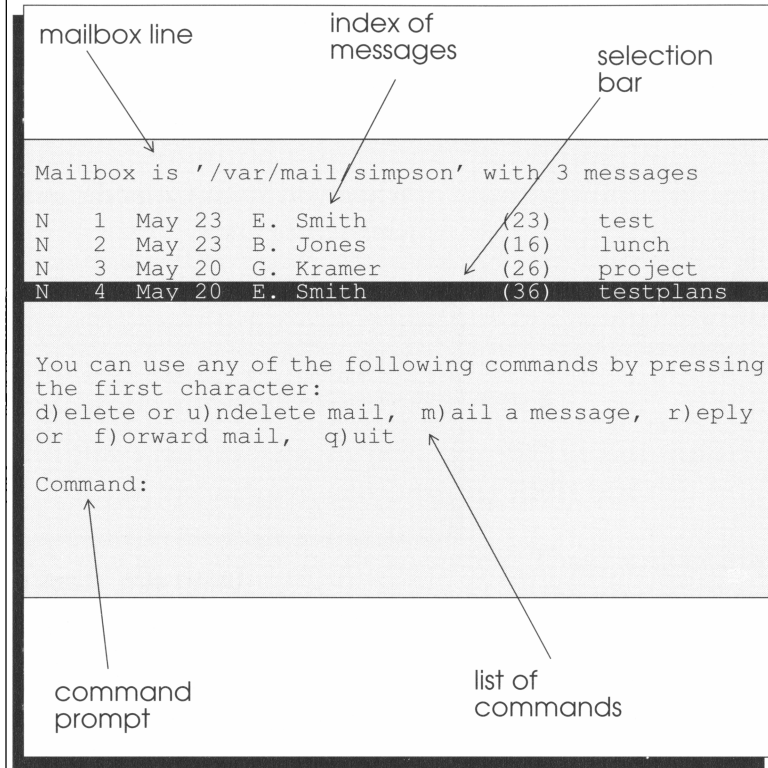 mailbox line
index of
messages
selection
bar
Mailbox is '/var/mail/simpson' with 3 messages
N 1 May 23 E. Smith (23) test
N 2 May 23 B. Jones (16) lunch
N 3 May 20 G. Kramer (26) project
N 4 May 20 E. Smith (36) testplans
You can use any of the following commands by pressing
the first character:
d)elete or u)ndelete mail, m)ail a message, r)eply
or f)orward mail, q)uit
Command:
command
prompt
list of
commands